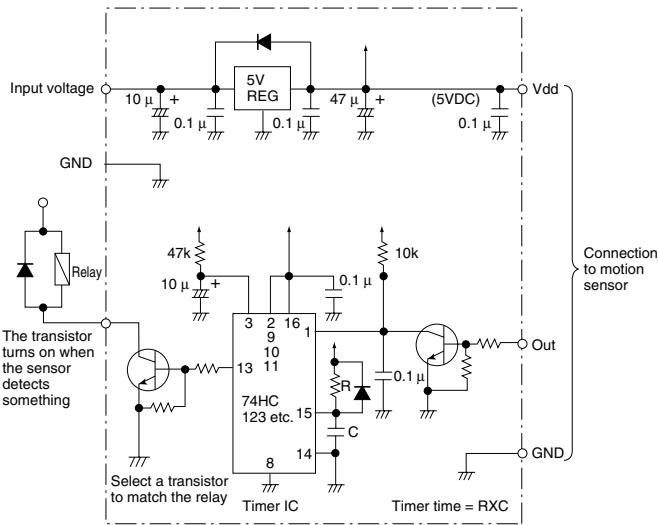 Input voltage
10 μ +
0.1 μ
5V
REG
0.1 μ
47 μ +
(5VDC)
0.1 μ
Vdd
GND
Relay
47k
10 μ +
0.1 μ
10k
Connection
to motion
sensor
3 2 16
9
10
11
1
13
74HC
123 etc.
15
14
8
R
C
0.1 μ
Out
GND
The transistor
turns on when
the sensor
detects
something
Select a transistor
to match the relay
Timer IC
Timer time = RXC